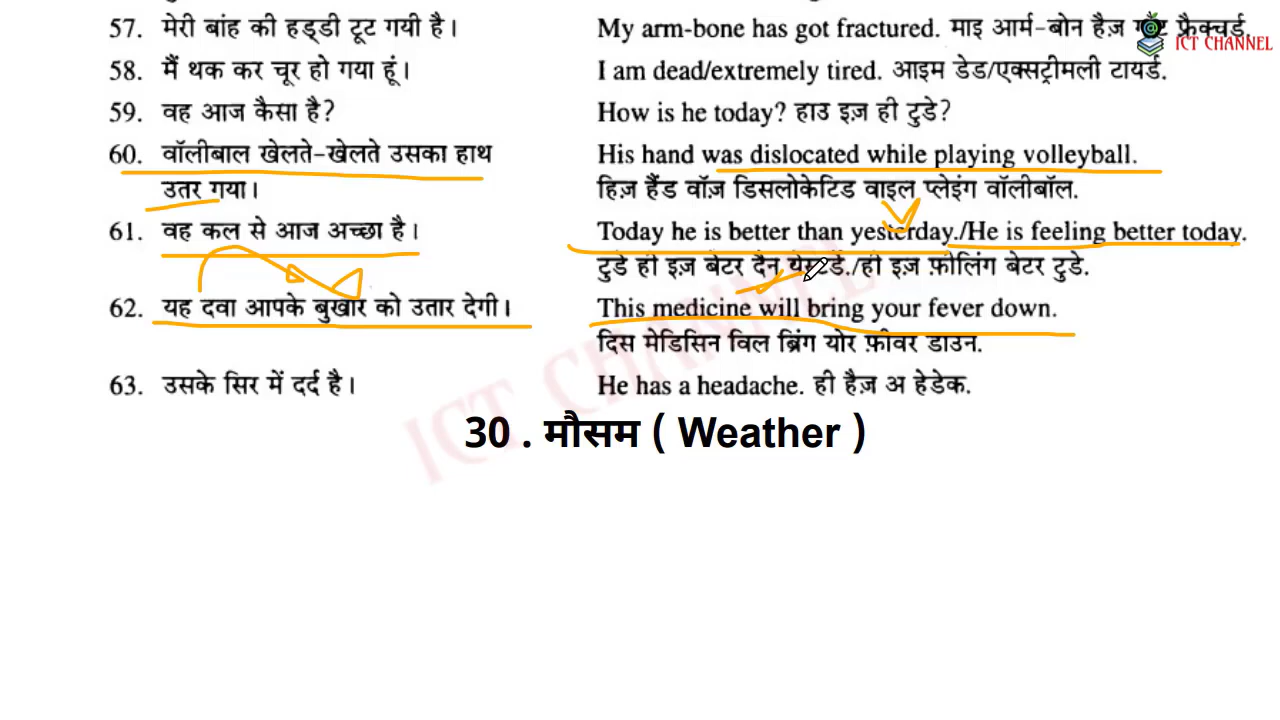 57. मेरी बांह की हड्डी टूट गयी है। My arm-bone has got fractured. माइ आर्म-बोन हैज़ गॉट फ्रैक्चर्ड.
ICT CHANNEL
58. मैं थक कर चूर हो गया हूं। I am dead/extremely tired. आइम डेड/एक्सट्रीमली टायर्ड.
59. वह आज कैसा है? How is he today? हाउ इज़ ही टुडे?
60. वॉलीबाल खेलते-खेलते उसका हाथ His hand was dislocated while playing volleyball.
उतर गया। हिज़ हैंड वॉज़ डिसलोकेटिड वाइल प्लेइंग वॉलीबॉल.
61. वह कल से आज अच्छा है। Today he is better than yesterday./He is feeling better today.
टुडे ही इज़ बेटर दैन येस्टर्डे./ही इज़ फ़ीलिंग बेटर टुडे.
62. यह दवा आपके बुखार को उतार देगी। This medicine will bring your fever down.
दिस मेडिसिन विल ब्रिंग योर फ़ीवर डाउन.
63. उसके सिर में दर्द है। He has a headache. ही हैज़ अ हेडेक.
ICT CHANNEL
30 . मौसम ( Weather )